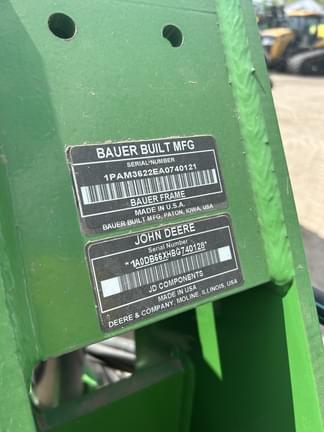 BAUER BUILT MFG
SERIAL NUMBER
1PAM3622EA0740121
BAUER FRAME
MADE IN U.S.A.
BAUER BUILT MFG., PATON, IOWA, USA
JOHN DEERE
Serial Number
*1A0DB66XHBG740128*
JD COMPONENTS
MADE IN USA
DEERE & COMPANY, MOLINE, ILLINOIS, USA